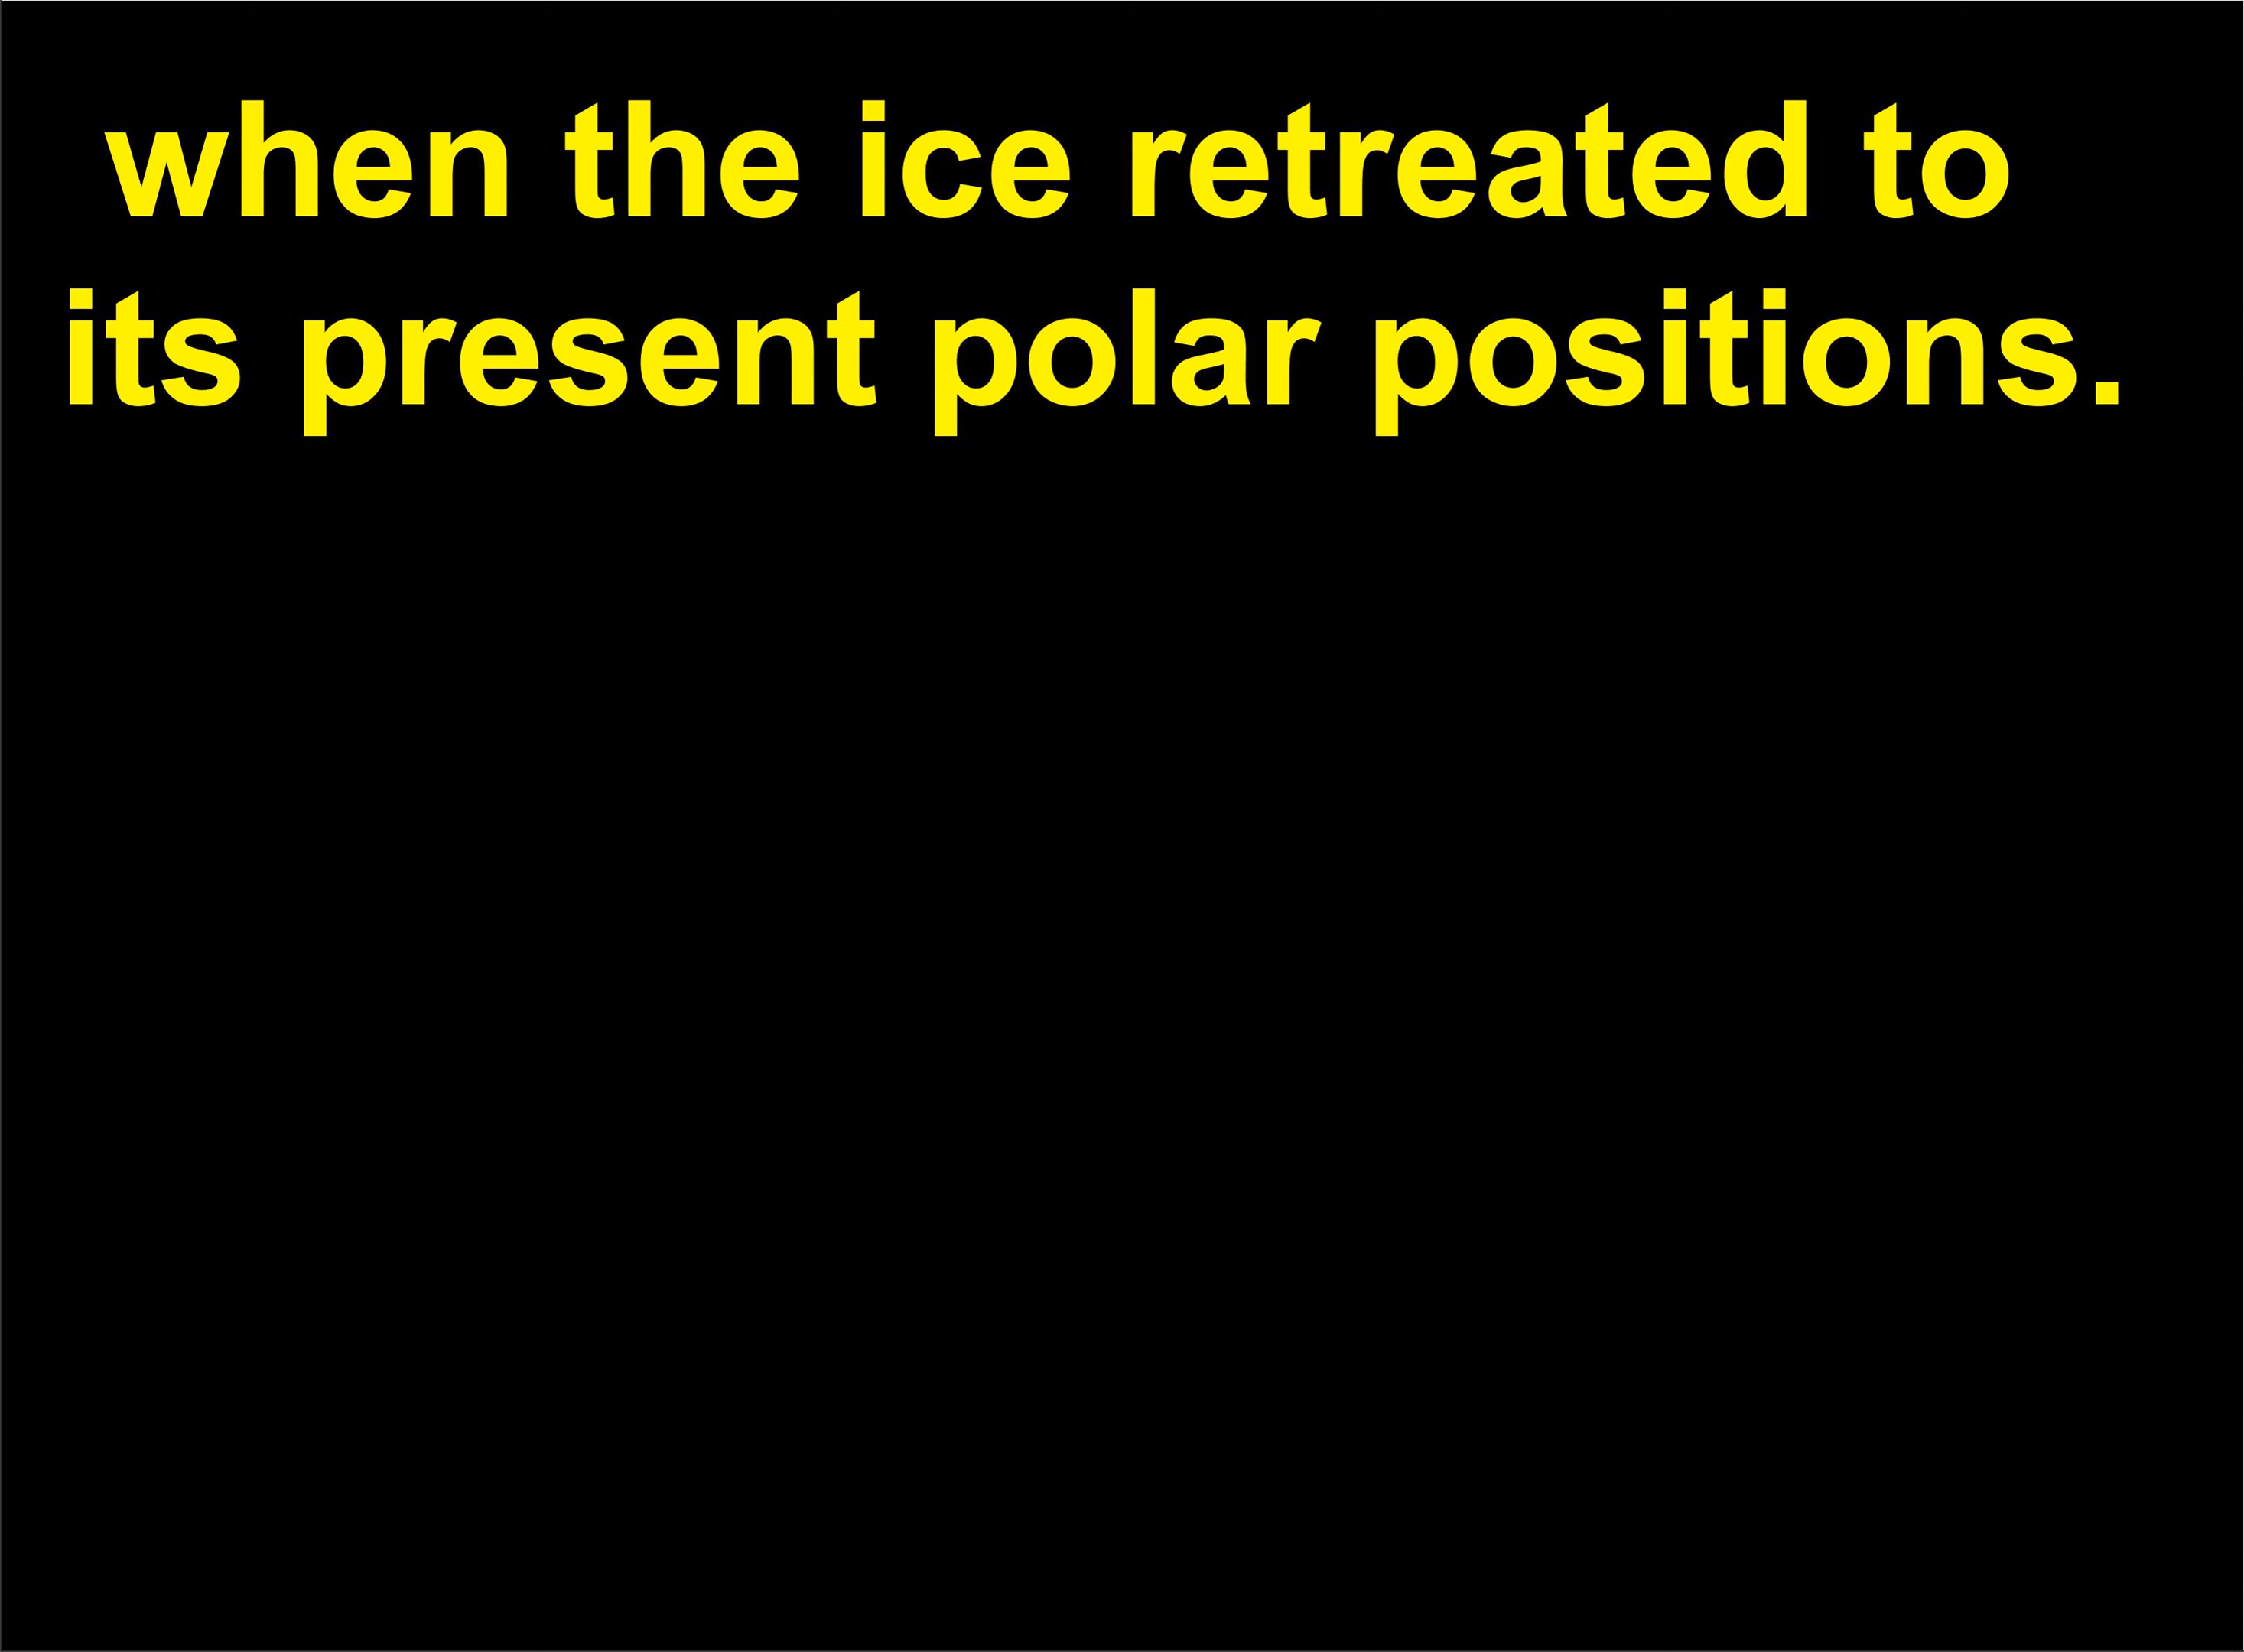 when the ice retreated to
its present polar positions.